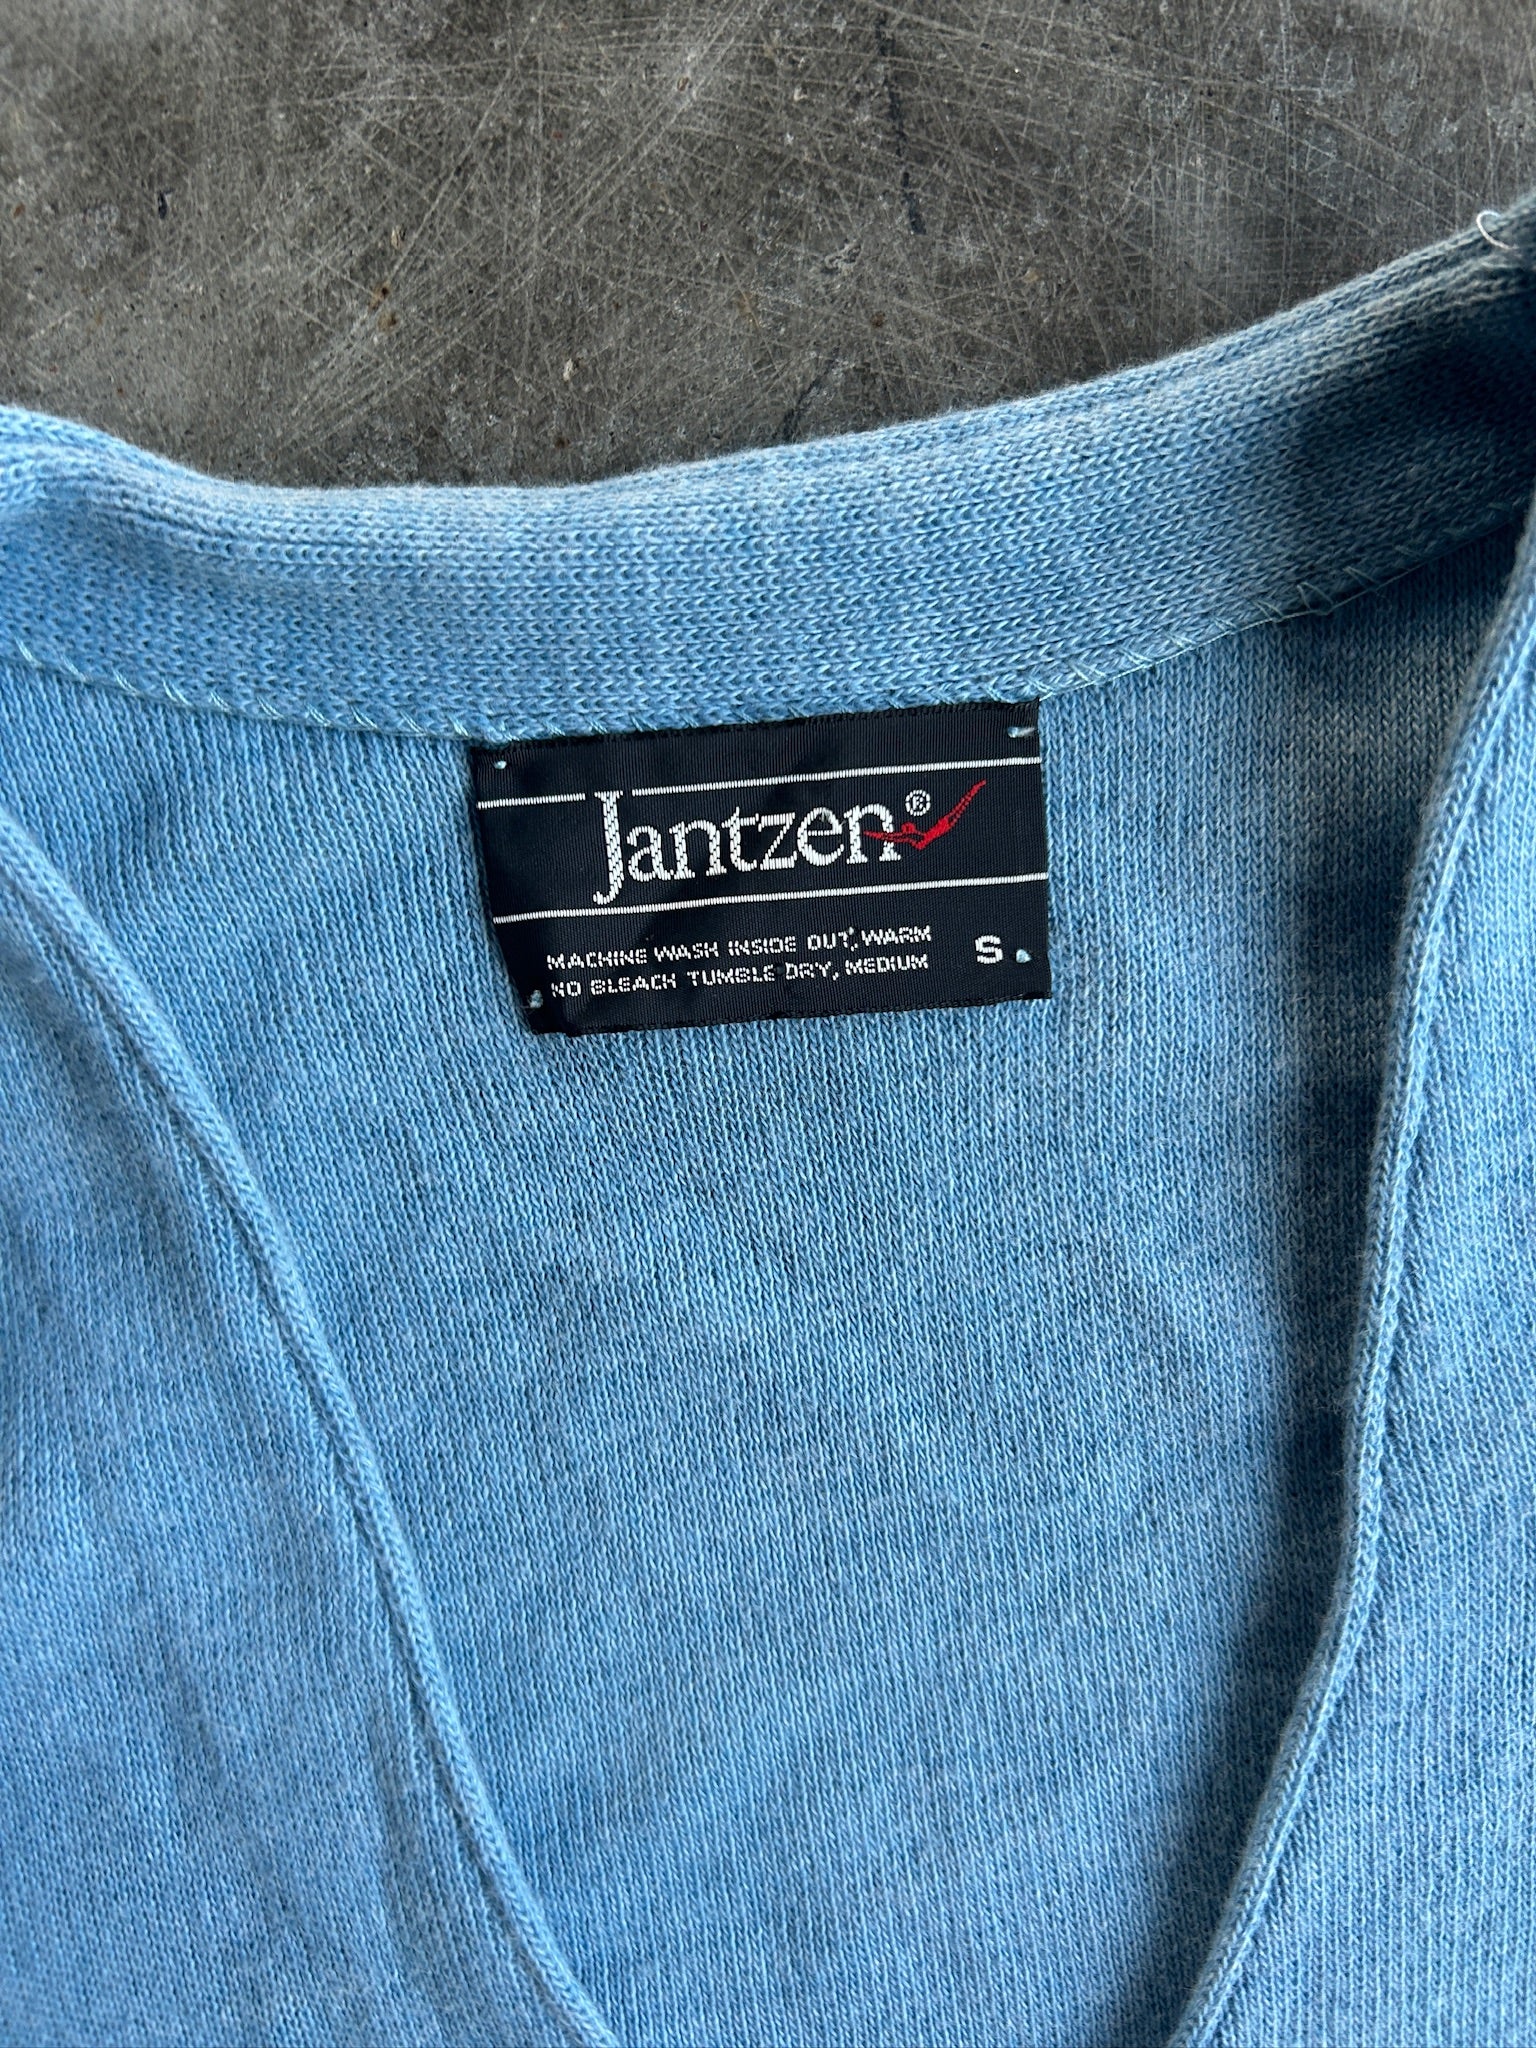 Jantzen®
MACHINE WASH INSIDE OUT, WARM
NO BLEACH TUMBLE DRY, MEDIUM
S